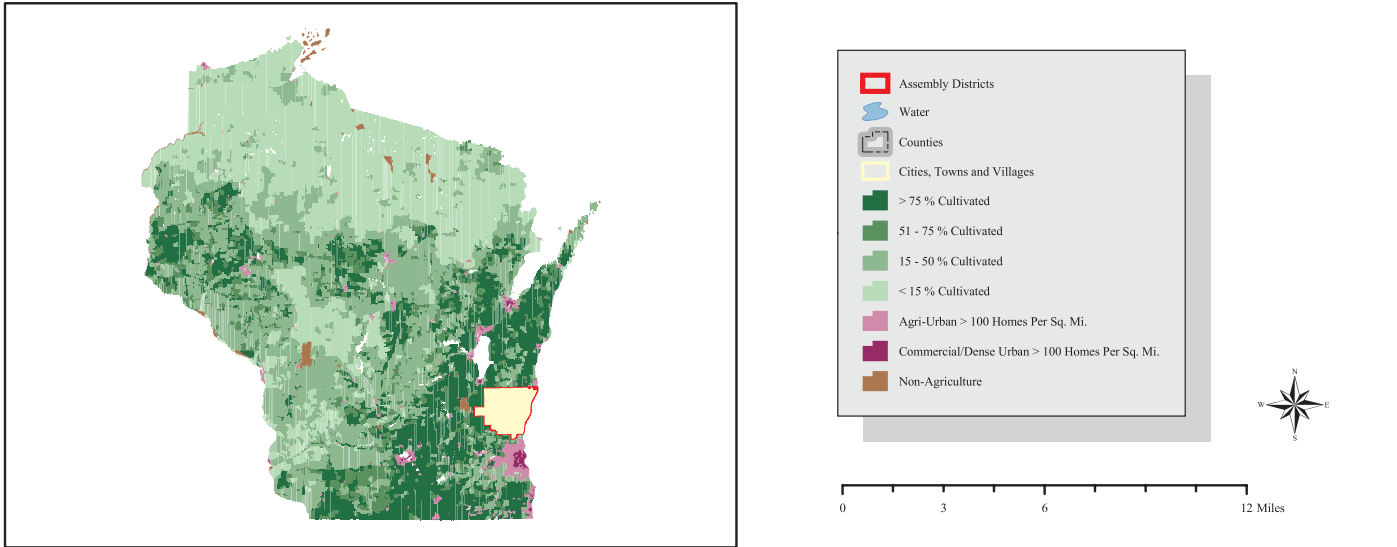 Assembly Districts
Water
Counties
Cities, Towns and Villages
> 75 % Cultivated
51 - 75 % Cultivated
15 - 50 % Cultivated
< 15 % Cultivated
Agri-Urban > 100 Homes Per Sq. Mi.
Commercial/Dense Urban > 100 Homes Per Sq. Mi.
Non-Agriculture
N
W E
S
0 3 6 12 Miles